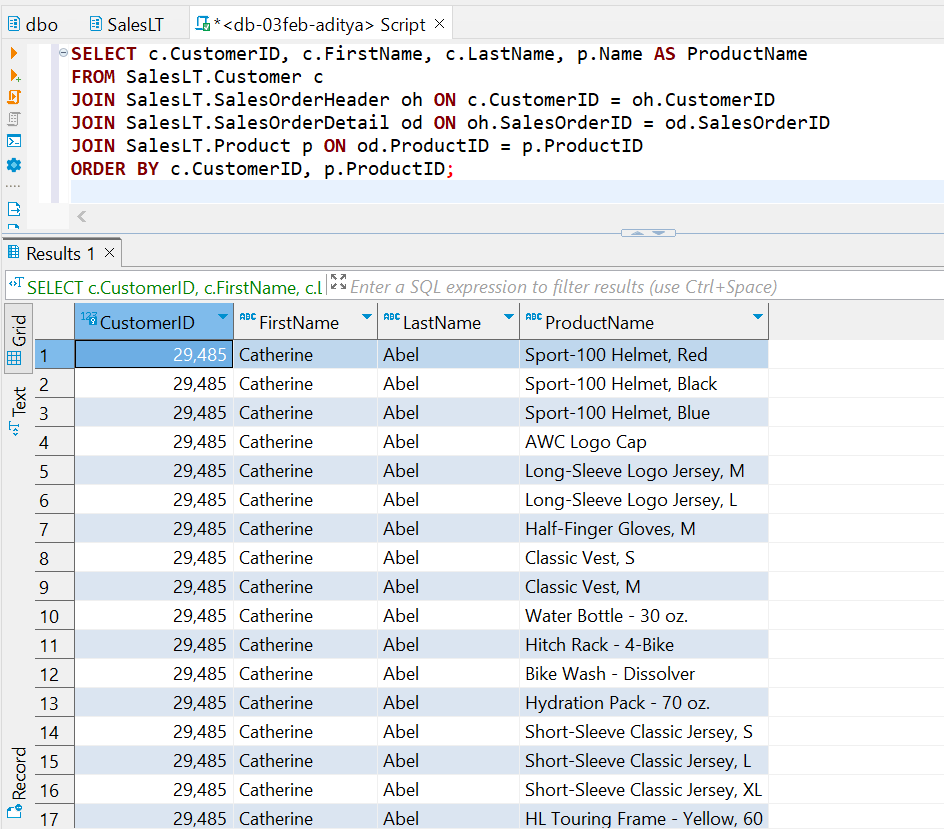 dbo SalesLT *<db-03feb-aditya> Script
SELECT c.CustomerID, c.FirstName, c.LastName, p.Name AS ProductName
FROM SalesLT.Customer c
JOIN SalesLT.SalesOrderHeader oh ON c.CustomerID = oh.CustomerID
JOIN SalesLT.SalesOrderDetail od ON oh.SalesOrderID = od.SalesOrderID
JOIN SalesLT.Product p ON od.ProductID = p.ProductID
ORDER BY c.CustomerID, p.ProductID;
Results 1
SELECT c.CustomerID, c.FirstName, c.L Enter a SQL expression to filter results (use Ctrl+Space)
Grid
Text
Record
123 CustomerID ABC FirstName ABC LastName ABC ProductName
1 29,485 Catherine Abel Sport-100 Helmet, Red
2 29,485 Catherine Abel Sport-100 Helmet, Black
3 29,485 Catherine Abel Sport-100 Helmet, Blue
4 29,485 Catherine Abel AWC Logo Cap
5 29,485 Catherine Abel Long-Sleeve Logo Jersey, M
6 29,485 Catherine Abel Long-Sleeve Logo Jersey, L
7 29,485 Catherine Abel Half-Finger Gloves, M
8 29,485 Catherine Abel Classic Vest, S
9 29,485 Catherine Abel Classic Vest, M
10 29,485 Catherine Abel Water Bottle - 30 oz.
11 29,485 Catherine Abel Hitch Rack - 4-Bike
12 29,485 Catherine Abel Bike Wash - Dissolver
13 29,485 Catherine Abel Hydration Pack - 70 oz.
14 29,485 Catherine Abel Short-Sleeve Classic Jersey, S
15 29,485 Catherine Abel Short-Sleeve Classic Jersey, L
16 29,485 Catherine Abel Short-Sleeve Classic Jersey, XL
17 29,485 Catherine Abel HL Touring Frame - Yellow, 60